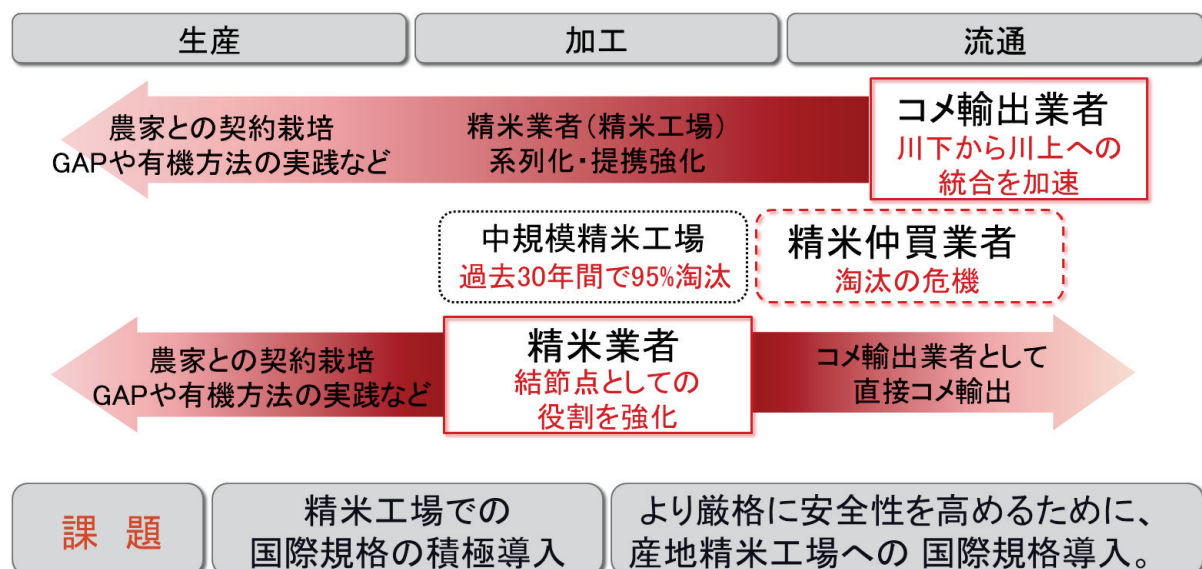 生産
加工
流通
農家との契約栽培
GAPや有機方法の実践など
精米業者(精米工場)
系列化・提携強化
コメ輸出業者
川下から川上への
統合を加速
中規模精米工場
過去30年間で95%淘汰
精米仲買業者
淘汰の危機
農家との契約栽培
GAPや有機方法の実践など
精米業者
結節点としての
役割を強化
コメ輸出業者として
直接コメ輸出
課 題
精米工場での
国際規格の積極導入
より厳格に安全性を高めるために、
産地精米工場への 国際規格導入。